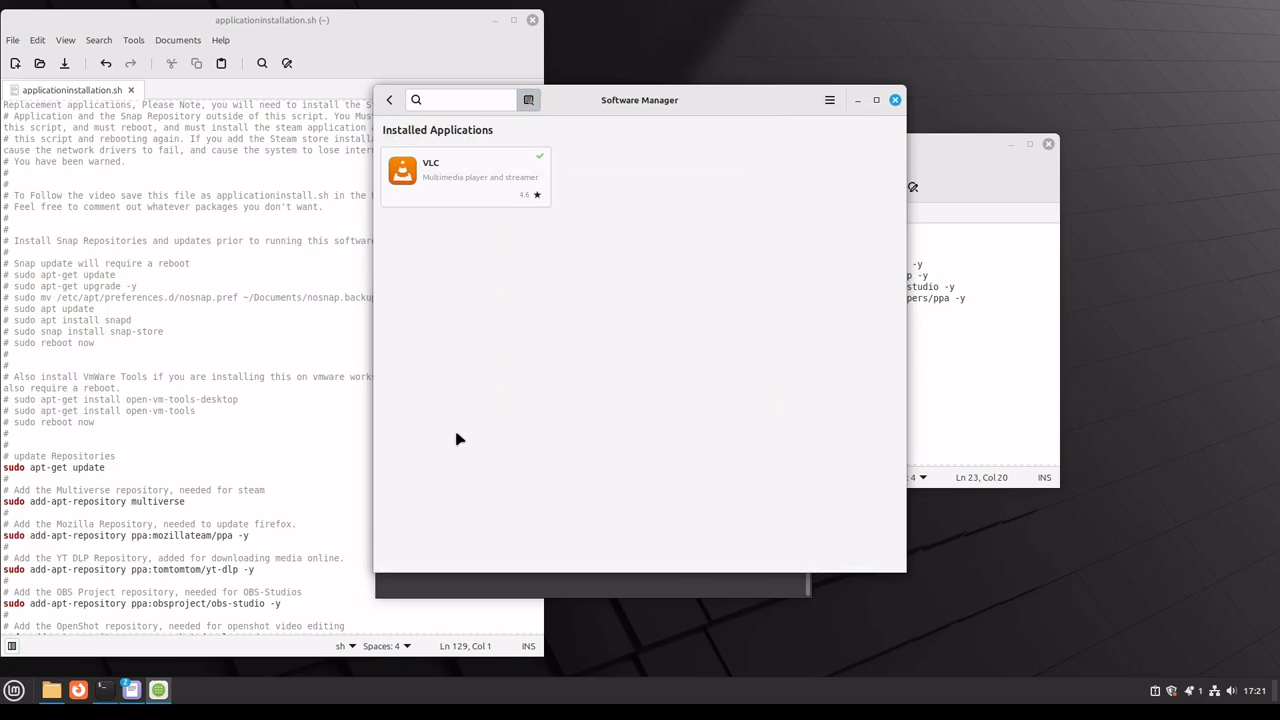 applicationinstallation.sh (~)
File Edit View Search Tools Documents Help
applicationinstallation.sh
Replacement applications, Please Note, you will need to install the S
# Application and the Snap Repository outside of this script. You Mus
this script, and must reboot, and must install the steam application a
# this script and rebooting again. If you add the Steam store install
cause the network drivers to fail, and cause the system to lose inter
# You have been warned.
#
#
# To Follow the video save this file as applicationinstall.sh in the
# Feel free to comment out whatever packages you don't want.
#
#
# Install Snap Repositories and updates prior to running this software
#
# Snap update will require a reboot
# sudo apt-get update
# sudo apt-get upgrade -y
# sudo mv /etc/apt/preferences.d/nosnap.pref ~/Documents/nosnap.backup
# sudo apt update
# sudo apt install snapd
# sudo snap install snap-store
# sudo reboot now
#
#
# Also install VmWare Tools if you are installing this on vmware works
also require a reboot.
# sudo apt-get install open-vm-tools-desktop
# sudo apt-get install open-vm-tools
# sudo reboot now
#
#
# update Repositories
sudo apt-get update
#
# Add the Multiverse repository, needed for steam
sudo add-apt-repository multiverse
#
# Add the Mozilla Repository, needed to update firefox.
sudo add-apt-repository ppa:mozillateam/ppa -y
#
# Add the YT DLP Repository, added for downloading media online.
sudo add-apt-repository ppa:tomtomtom/yt-dlp -y
#
# Add the OBS Project repository, needed for OBS-Studios
sudo add-apt-repository ppa:obsproject/obs-studio -y
#
# Add the OpenShot repository, needed for openshot video editing
sh Spaces: 4 Ln 129, Col 1 INS
Software Manager
Installed Applications
VLC
Multimedia player and streamer
4.6 ★
-y
p -y
studio -y
pers/ppa -y
4 Ln 23, Col 20 INS
2
1 17:21